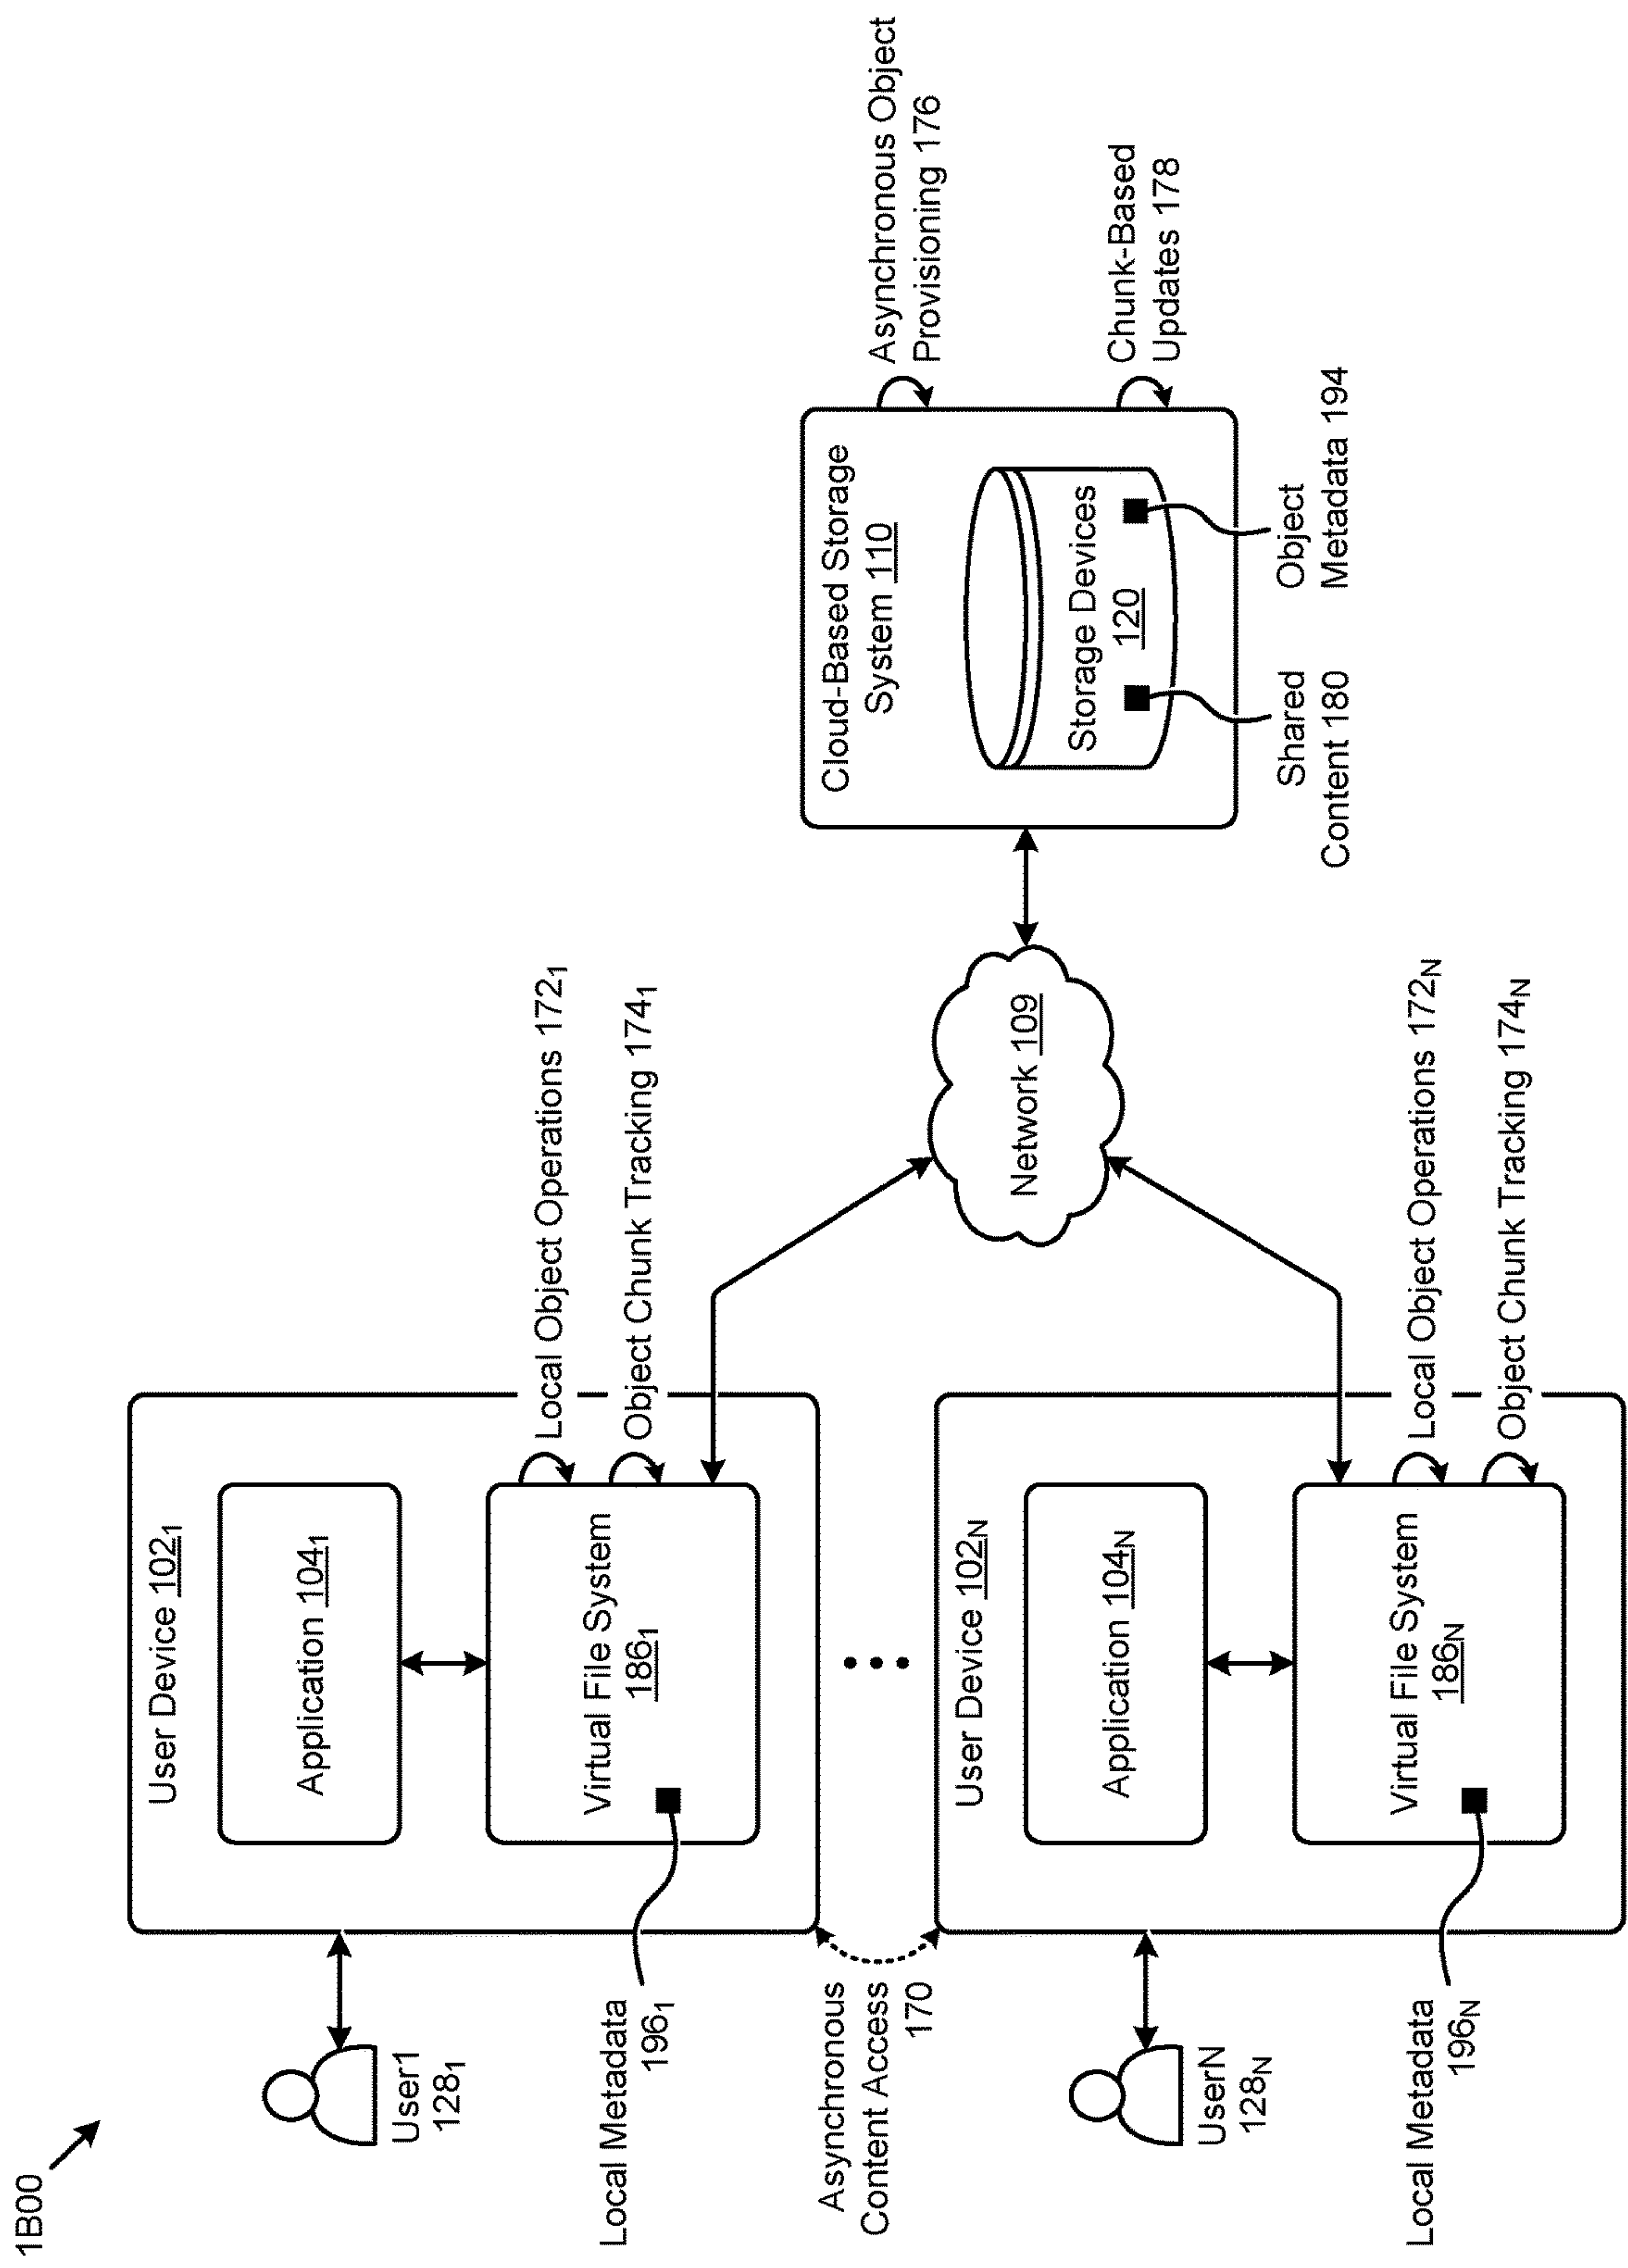 1B00
User1
128₁
User Device 102₁
Application 104₁
Virtual File System
186₁
Local Metadata
196₁
Local Object Operations 172₁
Object Chunk Tracking 174₁
Asynchronous
Content Access
170
UserN
128N
User Device 102N
Application 104N
Virtual File System
186N
Local Metadata
196N
Local Object Operations 172N
Object Chunk Tracking 174N
Network 109
Cloud-Based Storage
System 110
Storage Devices
120
Shared
Content 180
Object
Metadata 194
Asynchronous Object
Provisioning 176
Chunk-Based
Updates 178